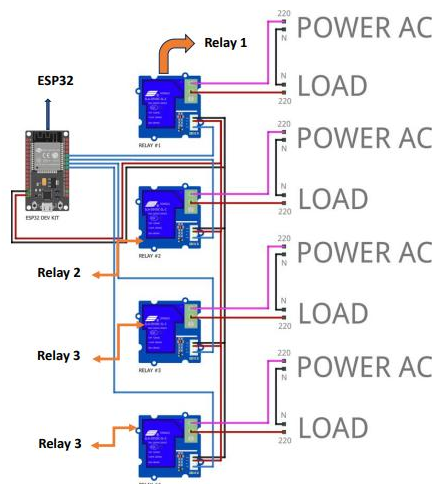 220
POWER AC
N
Relay 1
ESP32
N
LOAD
220
RELAY #1
220
POWER AC
N
N
LOAD
220
ESP32 DEV KIT
RELAY #2
Relay 2
220
POWER AC
N
N
LOAD
220
Relay 3
RELAY #3
220
POWER AC
N
N
LOAD
220
Relay 3